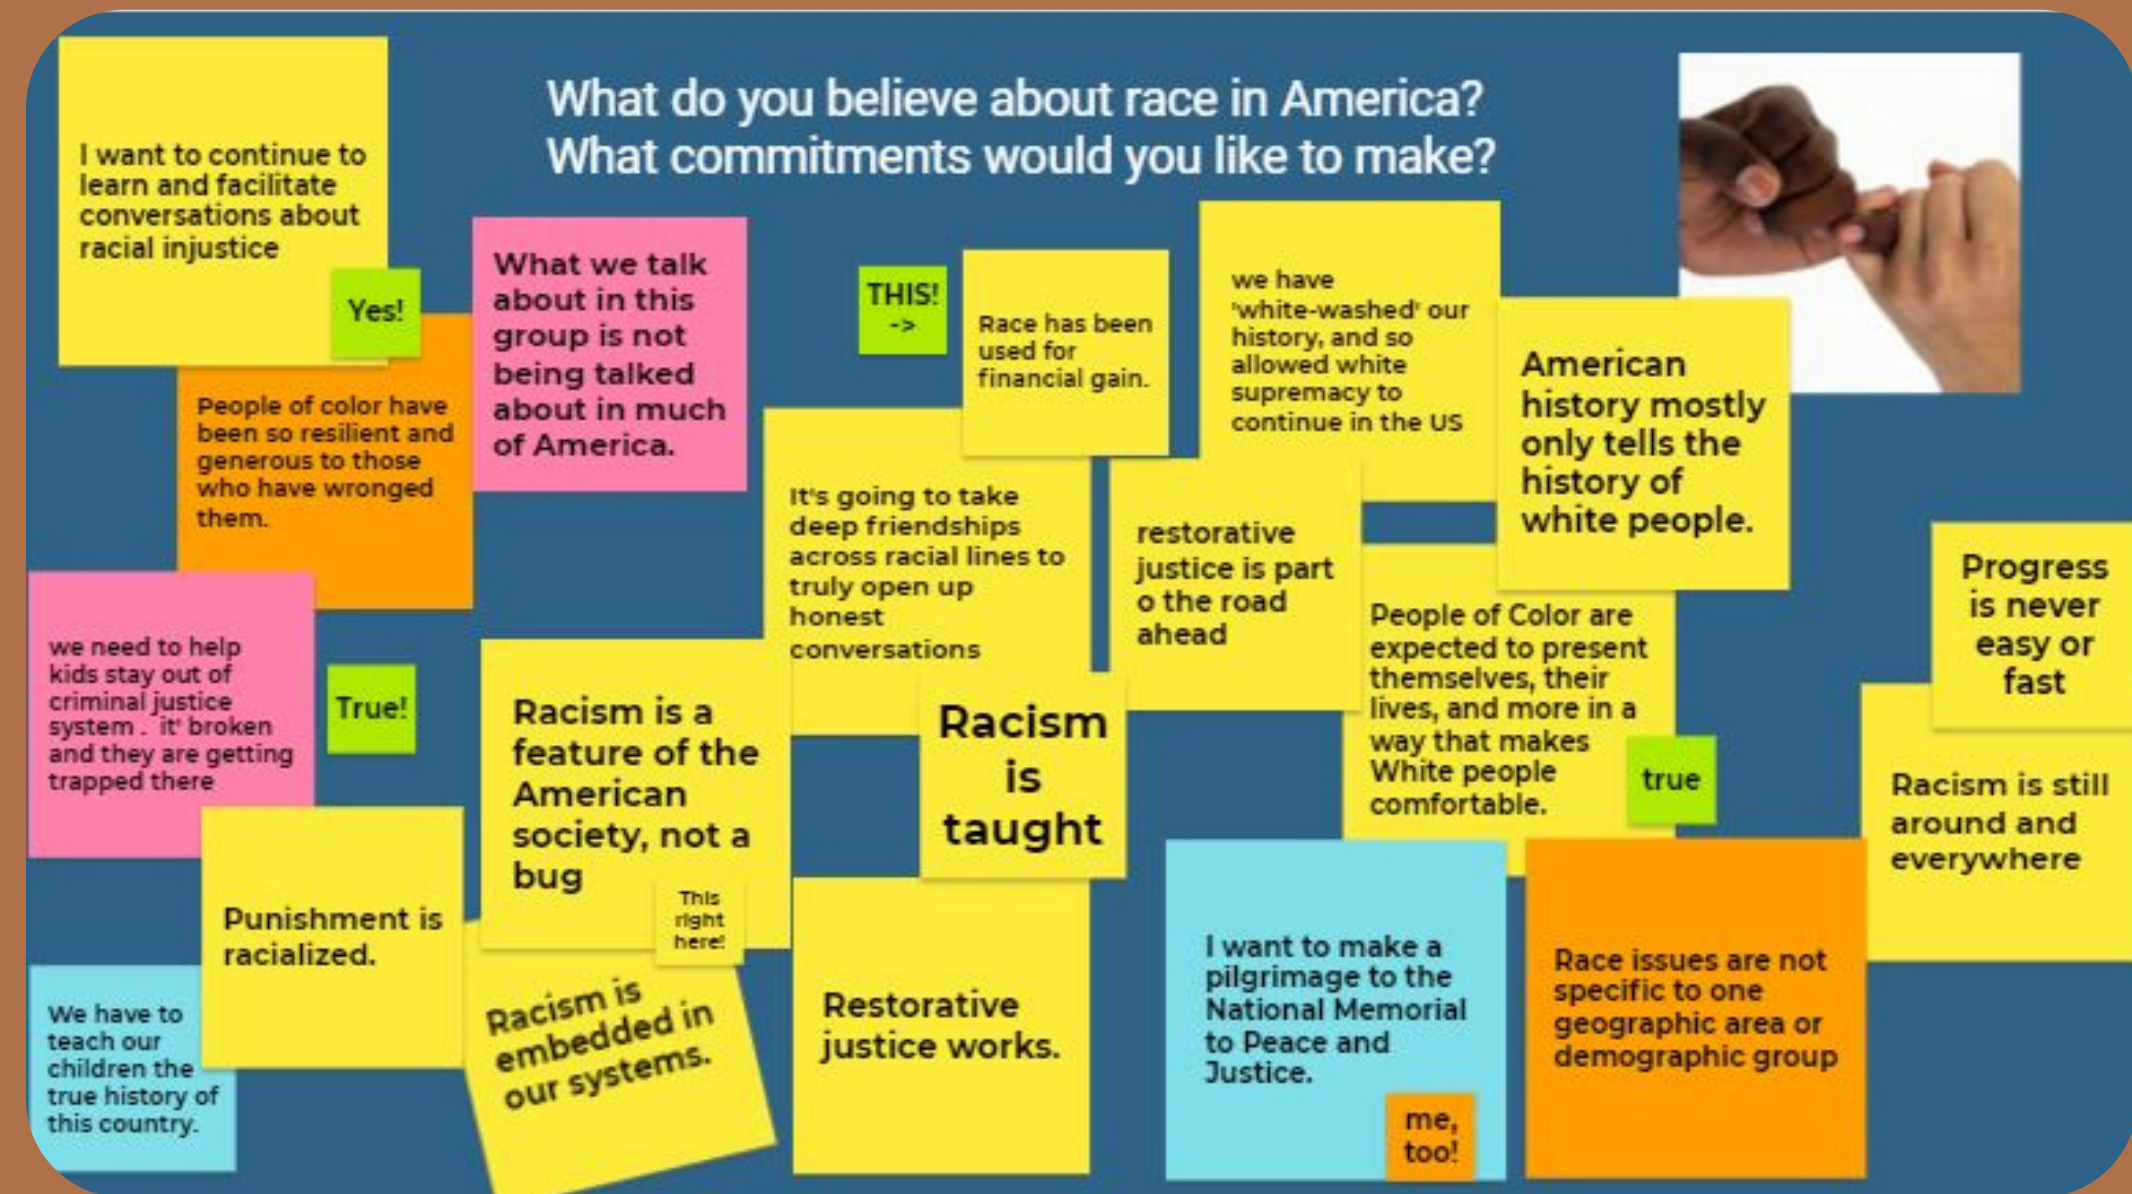 What do you believe about race in America?
What commitments would you like to make?
I want to continue to
learn and facilitate
conversations about
racial injustice
Yes!
People of color have
been so resilient and
generous to those
who have wronged
them.
What we talk
about in this
group is not
being talked
about in much
of America.
THIS!
->
Race has been
used for
financial gain.
we have
'white-washed' our
history, and so
allowed white
supremacy to
continue in the US
American
history mostly
only tells the
history of
white people.
It's going to take
deep friendships
across racial lines to
truly open up
honest
conversations
restorative
justice is part
o the road
ahead
People of Color are
expected to present
themselves, their
lives, and more in a
way that makes
White people
comfortable.
true
Progress
is never
easy or
fast
Racism is still
around and
everywhere
we need to help
kids stay out of
criminal justice
system . it' broken
and they are getting
trapped there
True!
Racism is a
feature of the
American
society, not a
bug
This
right
here!
Racism
is
taught
Punishment is
racialized.
We have to
teach our
children the
true history of
this country.
Racism is
embedded in
our systems.
Restorative
justice works.
I want to make a
pilgrimage to the
National Memorial
to Peace and
Justice.
me,
too!
Race issues are not
specific to one
geographic area or
demographic group